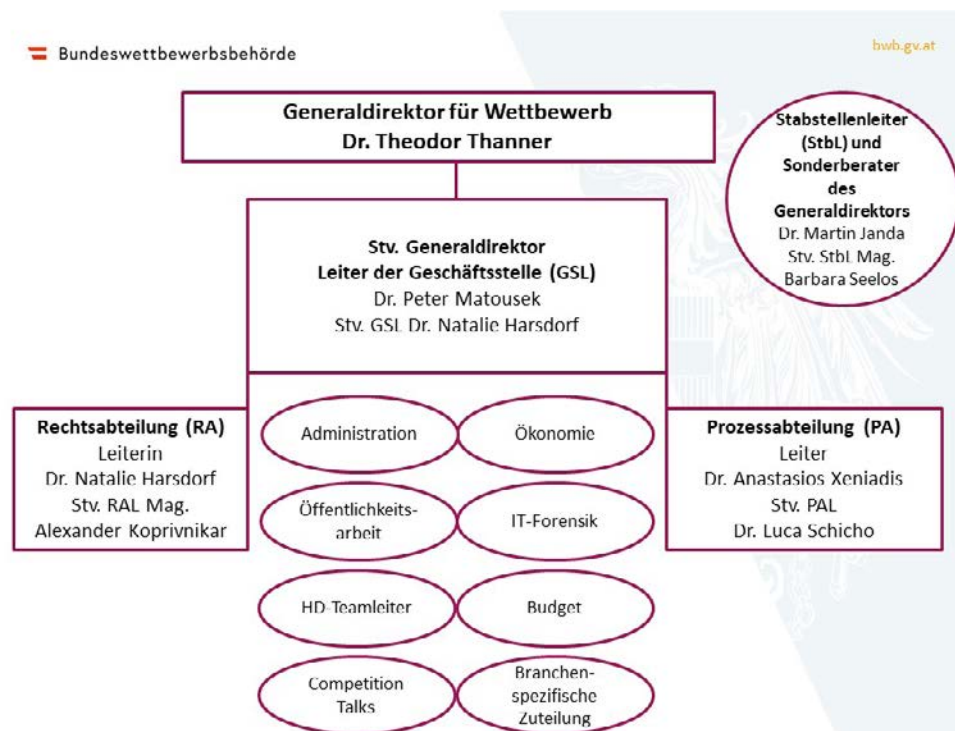 Bundeswettbewerbsbehörde
bwb.gv.at
Generaldirektor für Wettbewerb
Dr. Theodor Thanner
Stabstellenleiter
(StbL) und
Sonderberater
des
Generaldirektors
Dr. Martin Janda
Stv. StbL Mag.
Barbara Seelos
Stv. Generaldirektor
Leiter der Geschäftsstelle (GSL)
Dr. Peter Matousek
Stv. GSL Dr. Natalie Harsdorf
Rechtsabteilung (RA)
Leiterin
Dr. Natalie Harsdorf
Stv. RAL Mag.
Alexander Koprivnikar
Administration
Ökonomie
Öffentlichkeits-
arbeit
IT-Forensik
HD-Teamleiter
Budget
Competition
Talks
Branchen-
spezifische
Zuteilung
Prozessabteilung (PA)
Leiter
Dr. Anastasios Xeniadis
Stv. PAL
Dr. Luca Schicho